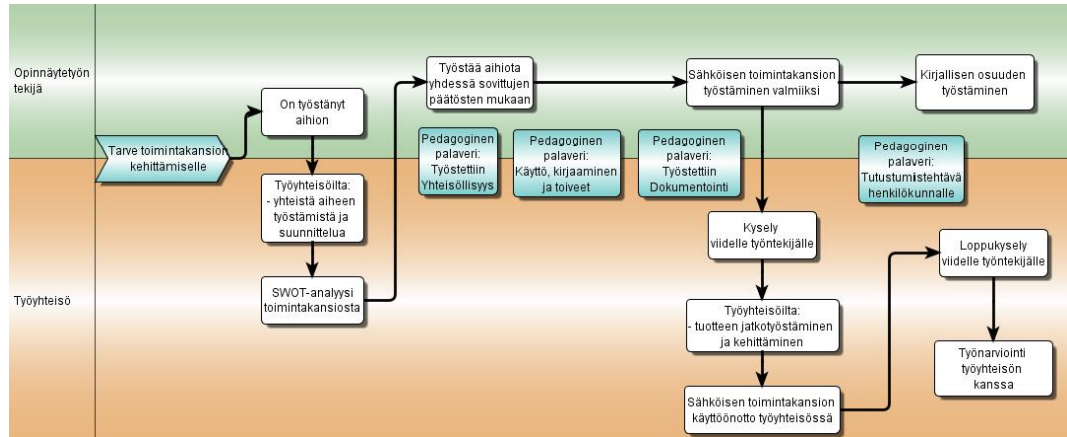 Opinnäytetyön
tekijä
Tarve toimintakansion
kehittämiselle
On työstänyt
aihion
Työyhteisöilta:
- yhteistä aiheen
työstämistä ja
suunnittelua
SWOT-analyysi
toimintakansiosta
Työstää aihiota
yhdessä sovittujen
päätösten mukaan
Sähköisen toimintakansion
työstäminen valmiiksi
Kirjallisen osuuden
työstäminen
Pedagoginen
palaveri:
Työstettiin
Yhteisöllisyys
Pedagoginen
palaveri:
Käyttö, kirjaaminen
ja toiveet
Pedagoginen
palaveri:
Työstettiin
Dokumentointi
Pedagoginen
palaveri:
Tutustumistehtävä
henkilökunnalle
Työyhteisö
Kysely
viidelle työntekijälle
Työyhteisöilta:
- tuotteen jatkotyöstäminen
ja kehittäminen
Sähköisen toimintakansion
käyttöönotto työyhteisössä
Loppukysely
viidelle työntekijälle
Työnarviointi
työyhteisön
kanssa